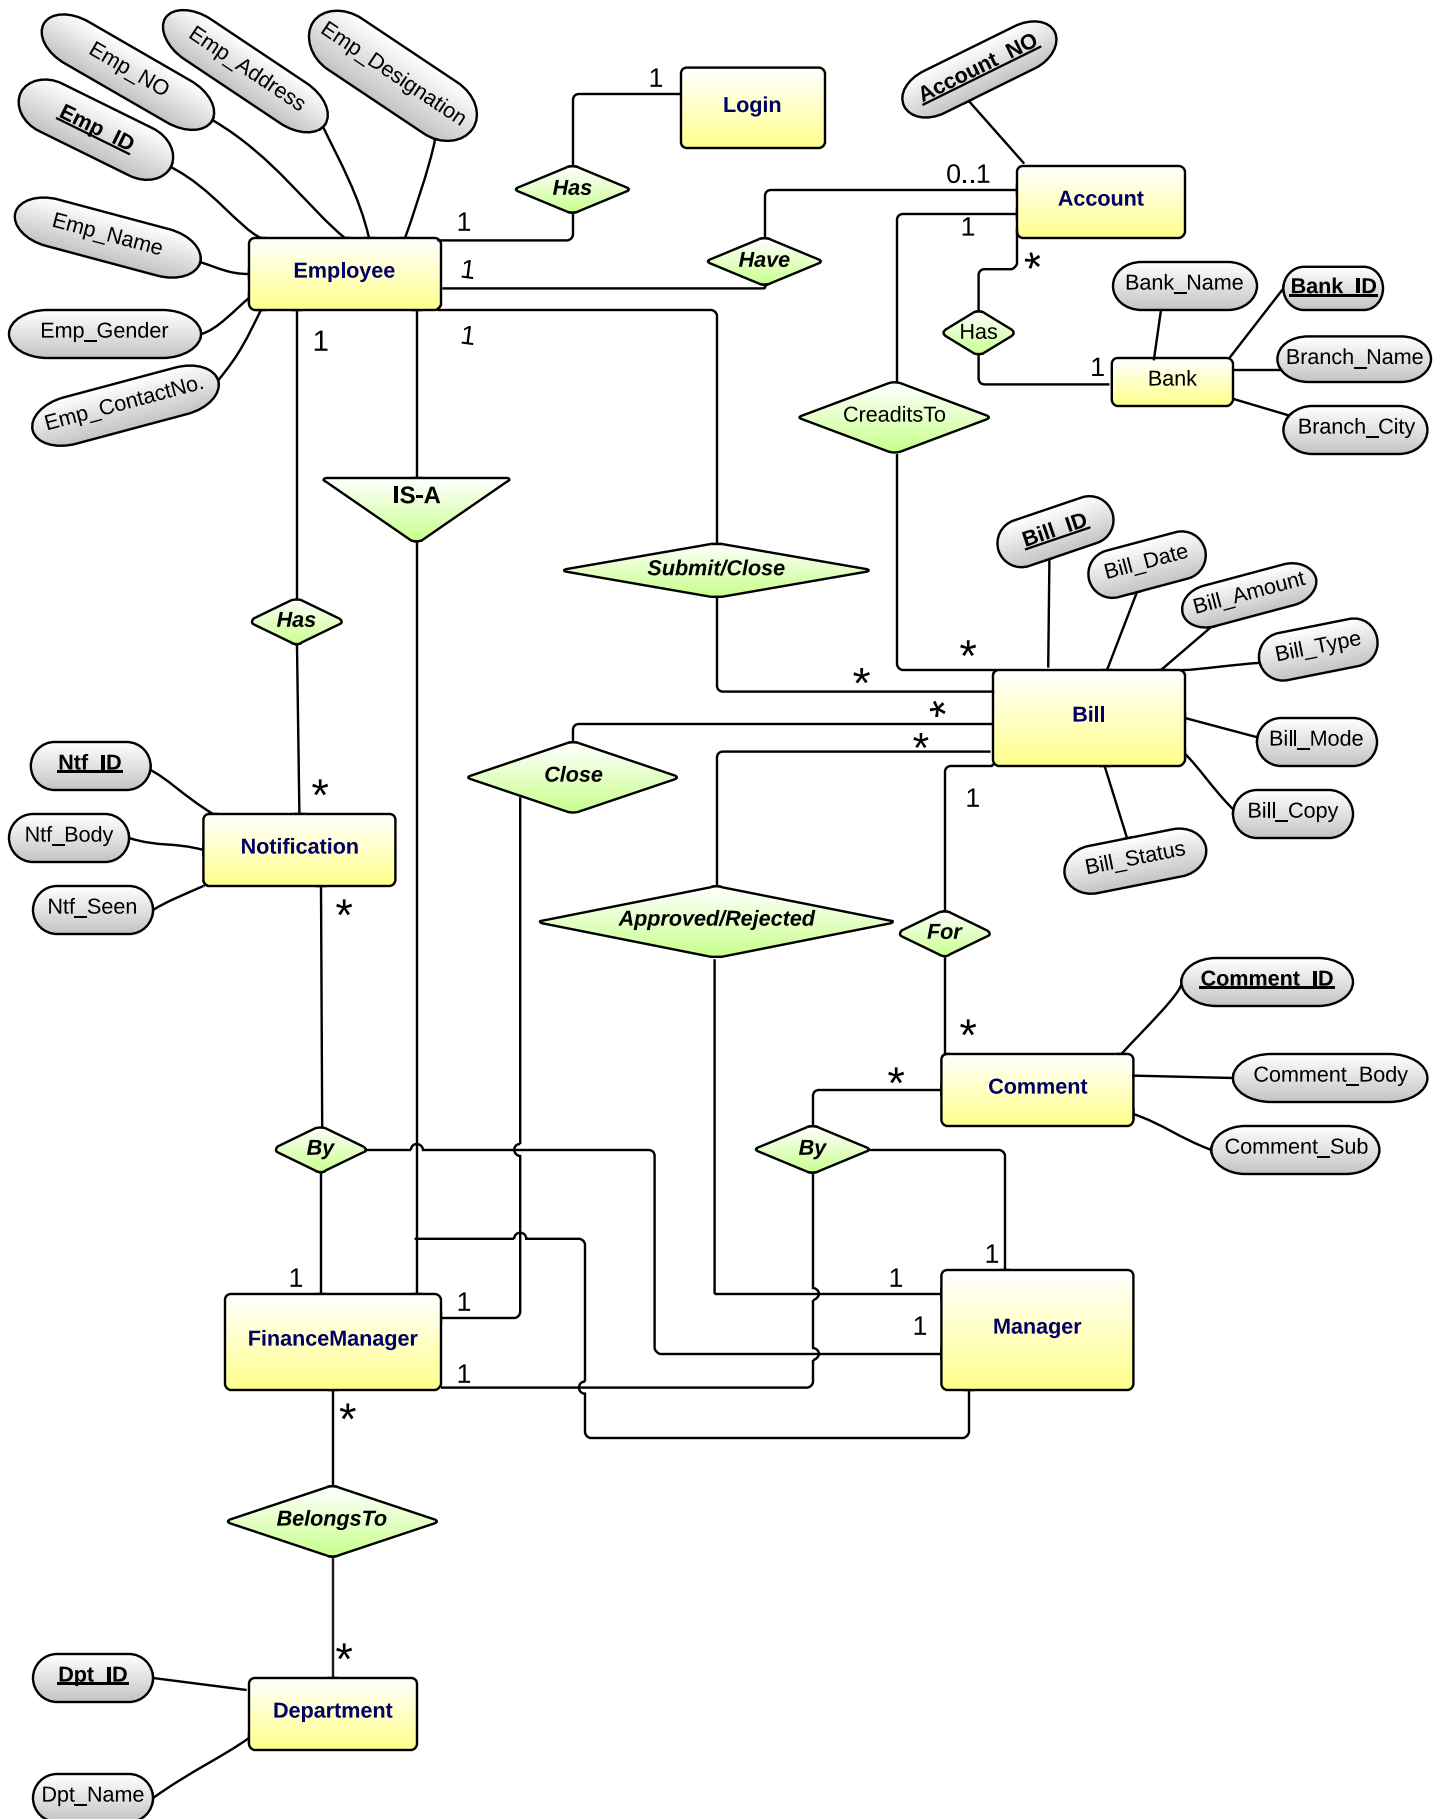 Emp_Designation
Emp_Address
Emp_NO
Emp_ID
Emp_Name
Emp_Gender
Emp_ContactNo.
Employee
1
Login
Has
1
Account_NO
0..1
Account
1
Have
1
*
Has
1
Bank_Name
Bank_ID
Branch_Name
Branch_City
Bank
CreaditsTo
1
1
IS-A
Submit/Close
Has
Bill_ID
Bill_Date
Bill_Amount
Bill_Type
Bill_Mode
Bill_Copy
Bill_Status
Bill
*
*
*
*
1
Close
Approved/Rejected
For
*
Ntf_ID
Ntf_Body
Ntf_Seen
Notification
*
*
Comment_ID
Comment_Body
Comment_Sub
Comment
*
By
By
1
1
1
1
1
1
FinanceManager
Manager
*
BelongsTo
*
Dpt_ID
Department
Dpt_Name